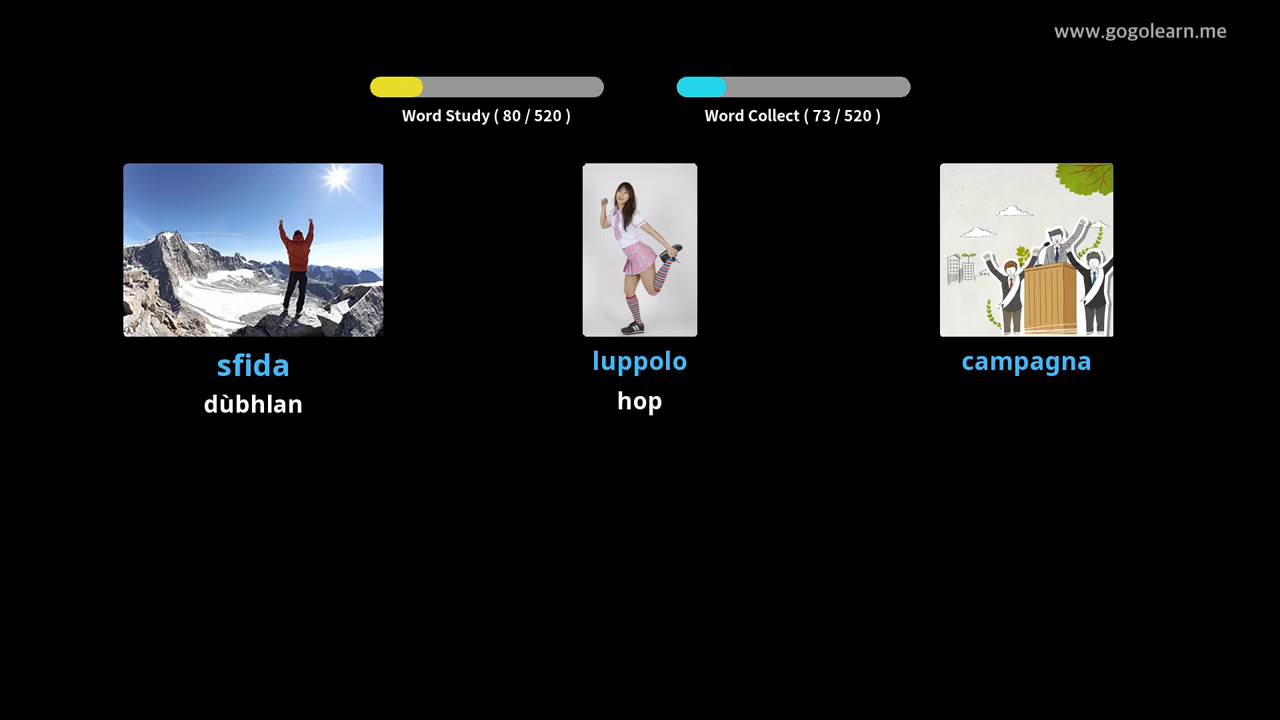 www.gogolearn.me
Word Study ( 80 / 520 )
Word Collect ( 73 / 520 )
sfida
dùbhlan
luppolo
hop
campagna